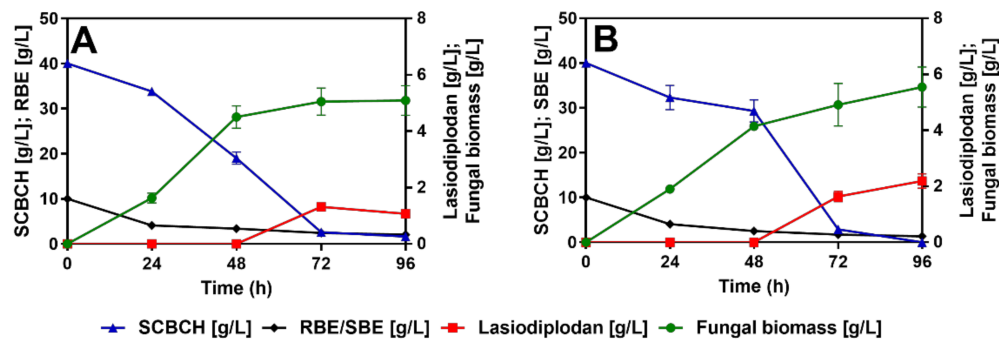 A
SCBCH [g/L]; RBE [g/L]
50
40
30
20
10
0
0 24 48 72 96
Time (h)
8
6
4
2
0
Lasiodiplodan [g/L];
Fungal biomass [g/L]
B
SCBCH [g/L]; SBE [g/L]
50
40
30
20
10
0
0 24 48 72 96
Time (h)
8
6
4
2
0
Lasiodiplodan [g/L];
Fungal biomass [g/L]
SCBCH [g/L] RBE/SBE [g/L] Lasiodiplodan [g/L] Fungal biomass [g/L]